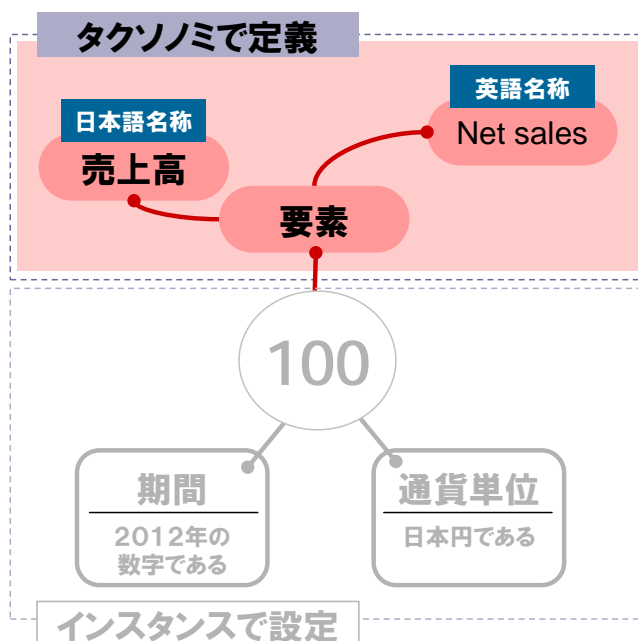 タクソノミで定義
英語名称
Net sales
日本語名称
売上高
要素
100
期間
2012年の
数字である
通貨単位
日本円である
インスタンスで設定